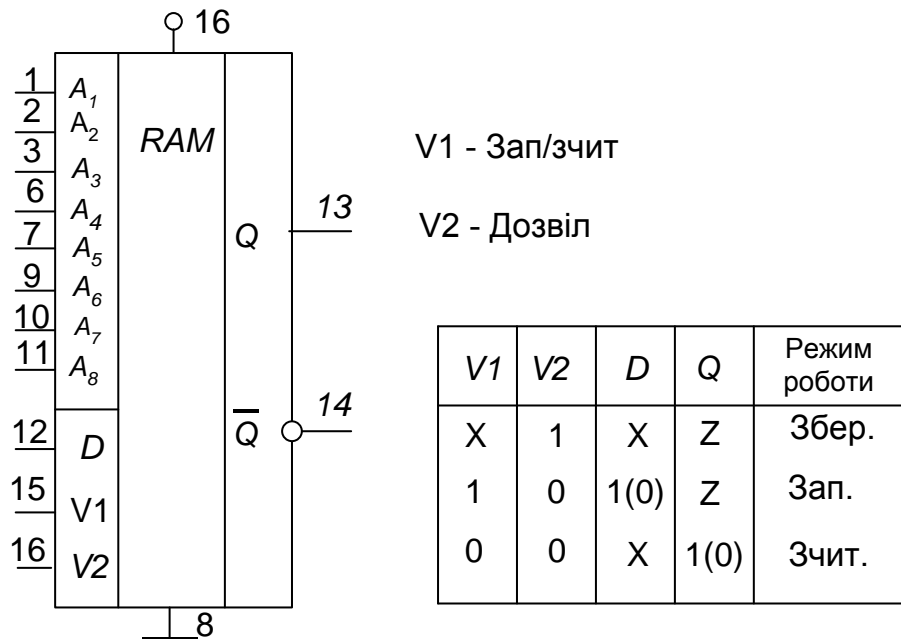 16
1 A1
2 A2
3 A3
6 A4
7 A5
9 A6
10 A7
11 A8
12 D
15 V1
16 V2
RAM
Q 13
Q̅ 14
8
V1 - Зап/зчит
V2 - Дозвіл
V1 V2 D Q Режим
роботи
X 1 X Z Збер.
1 0 1(0) Z Зап.
0 0 X 1(0) Зчит.